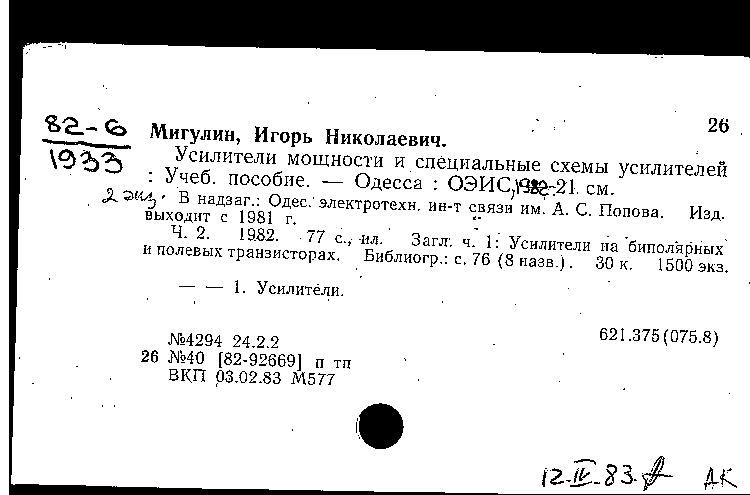 26
82-6
1933
Мигулин, Игорь Николаевич.
Усилители мощности и специальные схемы усилителей
: Учеб. пособие. — Одесса : ОЭИС, 1982-21 см.
2 экз. В надзаг.: Одес. электротехн. ин-т связи им. А. С. Попова. Изд.
выходит с 1981 г.
Ч. 2. 1982. 77 с., ил. Загл. ч. 1: Усилители на биполярных
и полевых транзисторах. Библиогр.: с. 76 (8 назв.). 30 к. 1500 экз.
— — 1. Усилители.
№4294 24.2.2
621.375(075.8)
26 №40 [82-92669] п тп
ВКП 03.02.83 М577
12.IV.83. АК